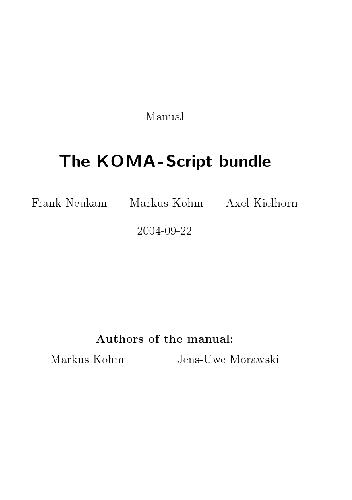 Manual
The KOMA-Script bundle
Frank Neukam Markus Kohm Axel Kielhorn
2004-09-22
Authors of the manual:
Markus Kohm Jens-Uwe Morawski